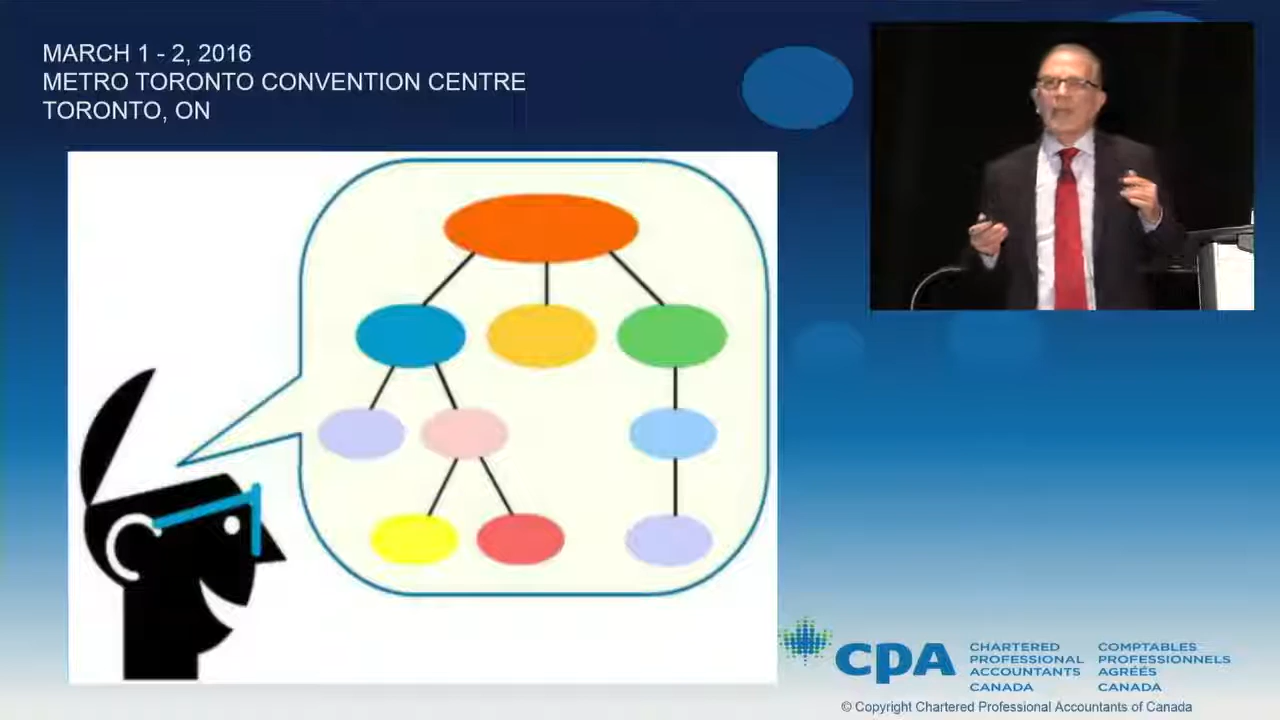 MARCH 1 - 2, 2016
METRO TORONTO CONVENTION CENTRE
TORONTO, ON
CPA
CHARTERED
PROFESSIONAL
ACCOUNTANTS
CANADA
COMPTABLES
PROFESSIONNELS
AGRÉÉS
CANADA
© Copyright Chartered Professional Accountants of Canada